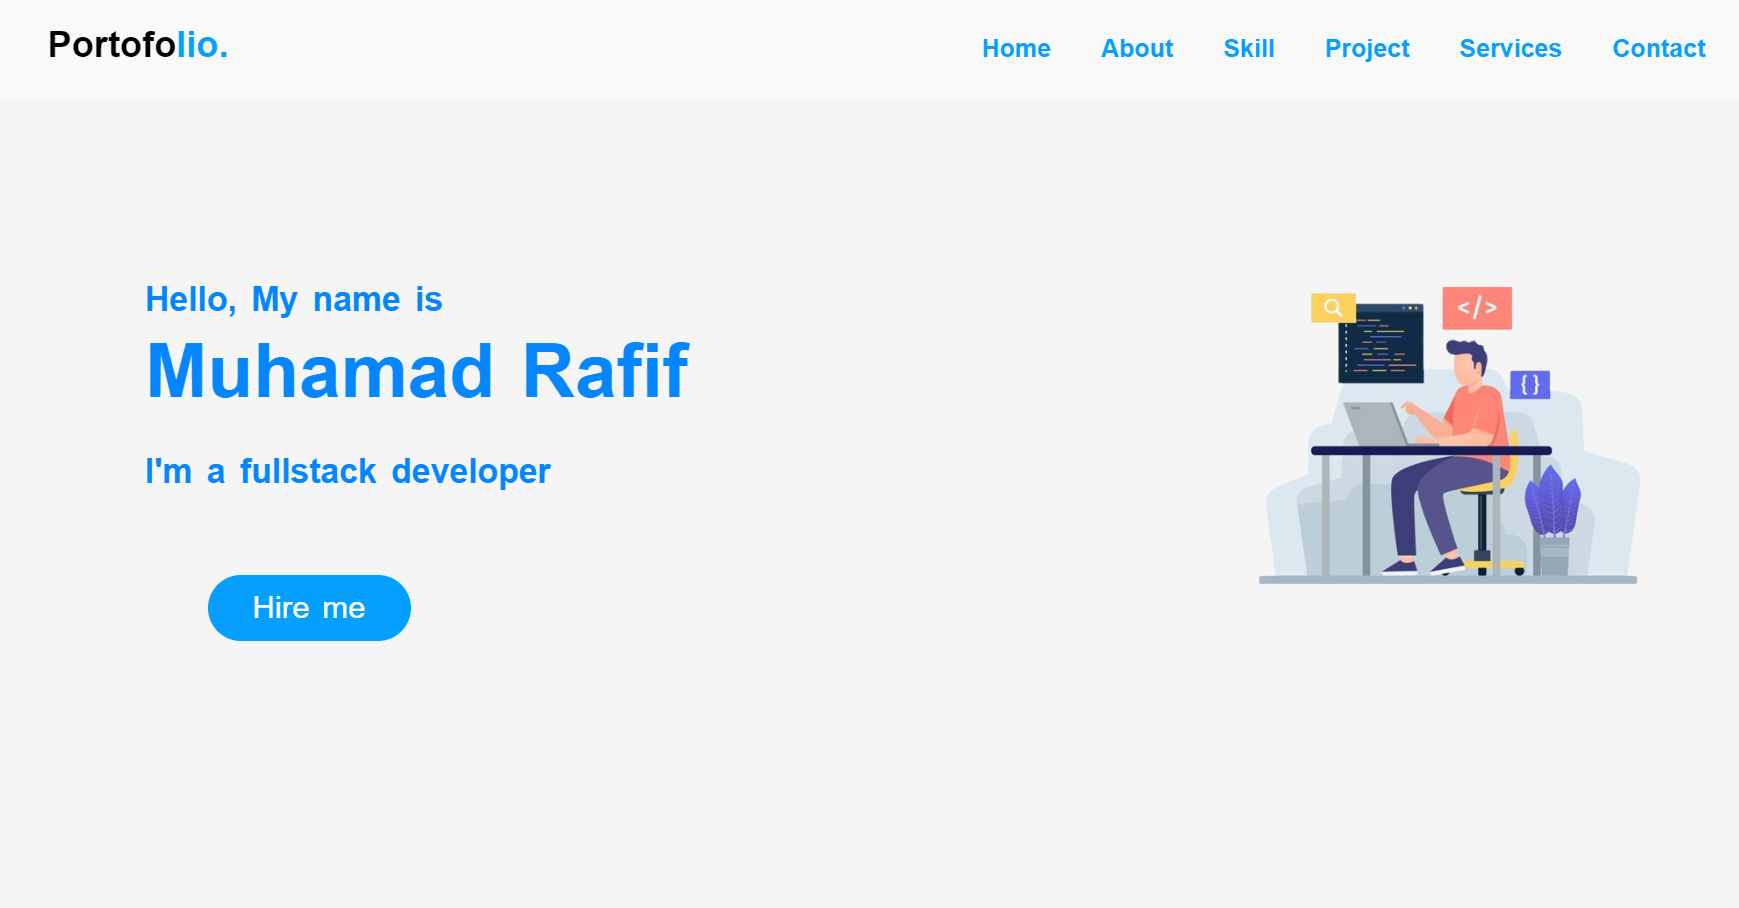 Portofolio.
Home About Skill Project Services Contact
Hello, My name is
Muhamad Rafif
I'm a fullstack developer
Hire me
</>
{}